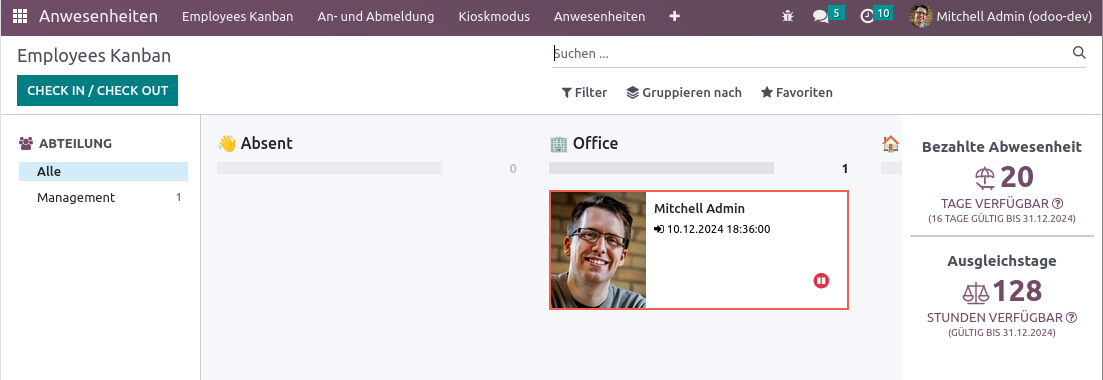 Anwesenheiten Employees Kanban An- und Abmeldung Kioskmodus Anwesenheiten 5 10 Mitchell Admin (odoo-dev)
Employees Kanban
Suchen ...
CHECK IN / CHECK OUT
Filter Gruppieren nach Favoriten
ABTEILUNG
Alle
Management 1
👋 Absent
0
🏢 Office
1
Mitchell Admin
10.12.2024 18:36:00
🏠
Bezahlte Abwesenheit
20
TAGE VERFÜGBAR
(16 TAGE GÜLTIG BIS 31.12.2024)
Ausgleichstage
128
STUNDEN VERFÜGBAR
(GÜLTIG BIS 31.12.2024)